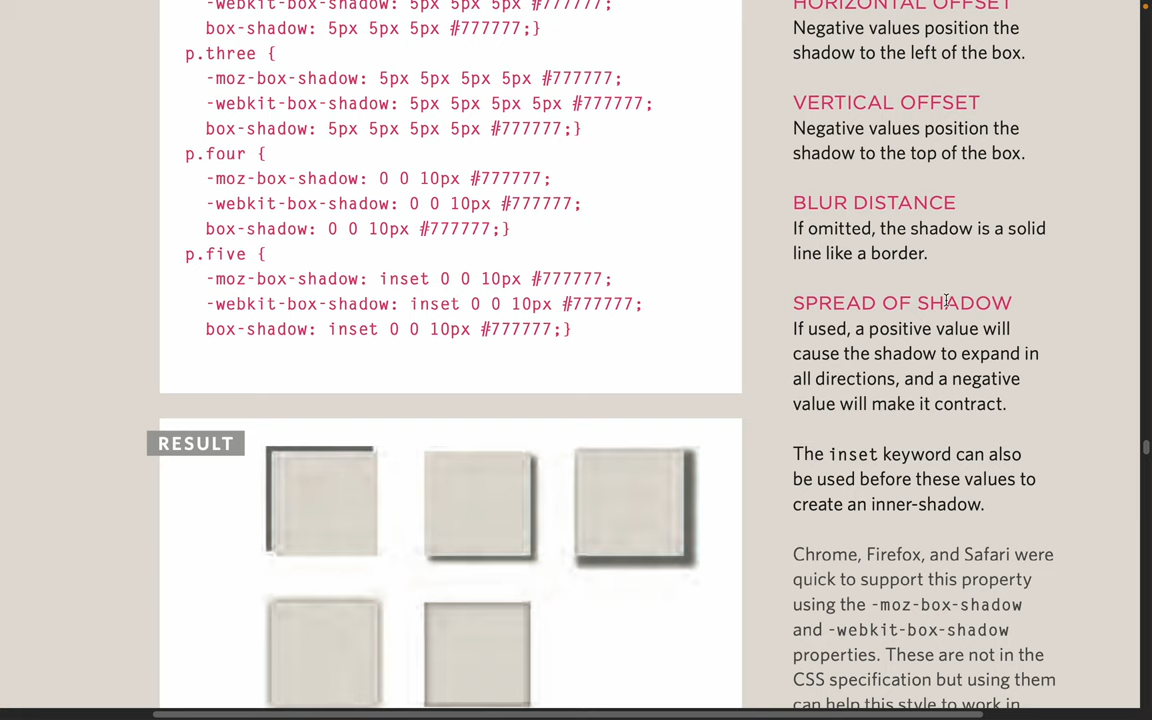 -webkit-box-shadow: 5px 5px 5px #777777;
box-shadow: 5px 5px 5px #777777;}
p.three {
-moz-box-shadow: 5px 5px 5px 5px #777777;
-webkit-box-shadow: 5px 5px 5px 5px #777777;
box-shadow: 5px 5px 5px 5px #777777;}
p.four {
-moz-box-shadow: 0 0 10px #777777;
-webkit-box-shadow: 0 0 10px #777777;
box-shadow: 0 0 10px #777777;}
p.five {
-moz-box-shadow: inset 0 0 10px #777777;
-webkit-box-shadow: inset 0 0 10px #777777;
box-shadow: inset 0 0 10px #777777;}
RESULT
HORIZONTAL OFFSET
Negative values position the
shadow to the left of the box.
VERTICAL OFFSET
Negative values position the
shadow to the top of the box.
BLUR DISTANCE
If omitted, the shadow is a solid
line like a border.
SPREAD OF SHADOW
If used, a positive value will
cause the shadow to expand in
all directions, and a negative
value will make it contract.
The inset keyword can also
be used before these values to
create an inner-shadow.
Chrome, Firefox, and Safari were
quick to support this property
using the -moz-box-shadow
and -webkit-box-shadow
properties. These are not in the
CSS specification but using them
can help this style to work in